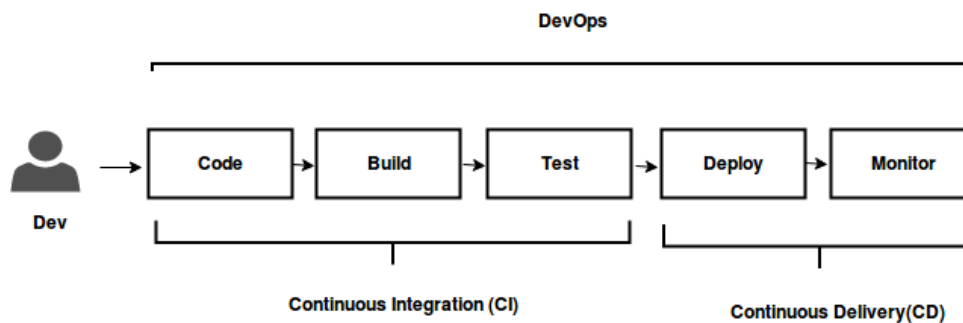 DevOps
Code
Build
Test
Deploy
Monitor
Dev
Continuous Integration (CI)
Continuous Delivery(CD)